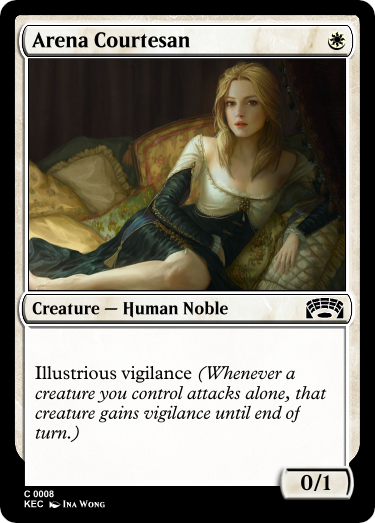 Arena Courtesan
Creature — Human Noble
Illustrious vigilance (Whenever a
creature you control attacks alone, that
creature gains vigilance until end of
turn.)
0/1
C 0008
KEC Ina Wong